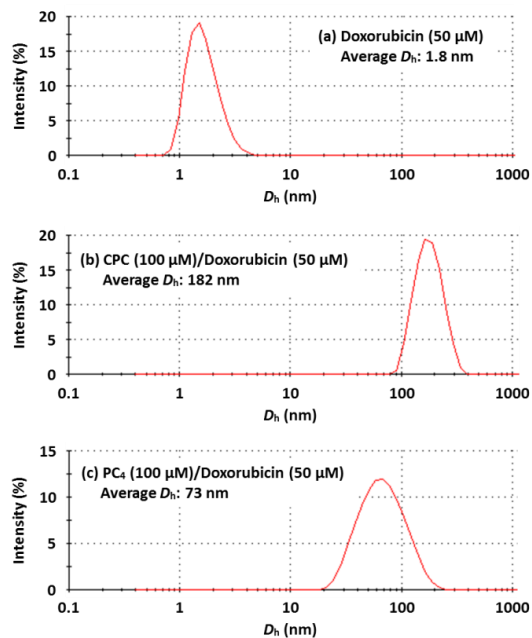 20
15
10
5
0
Intensity (%)
(a) Doxorubicin (50 μM)
Average Dh: 1.8 nm
0.1 1 10 100 1000
Dh (nm)
20
15
10
5
0
Intensity (%)
(b) CPC (100 μM)/Doxorubicin (50 μM)
Average Dh: 182 nm
0.1 1 10 100 1000
Dh (nm)
15
10
5
0
Intensity (%)
(c) PC₄ (100 μM)/Doxorubicin (50 μM)
Average Dh: 73 nm
0.1 1 10 100 1000
Dh (nm)